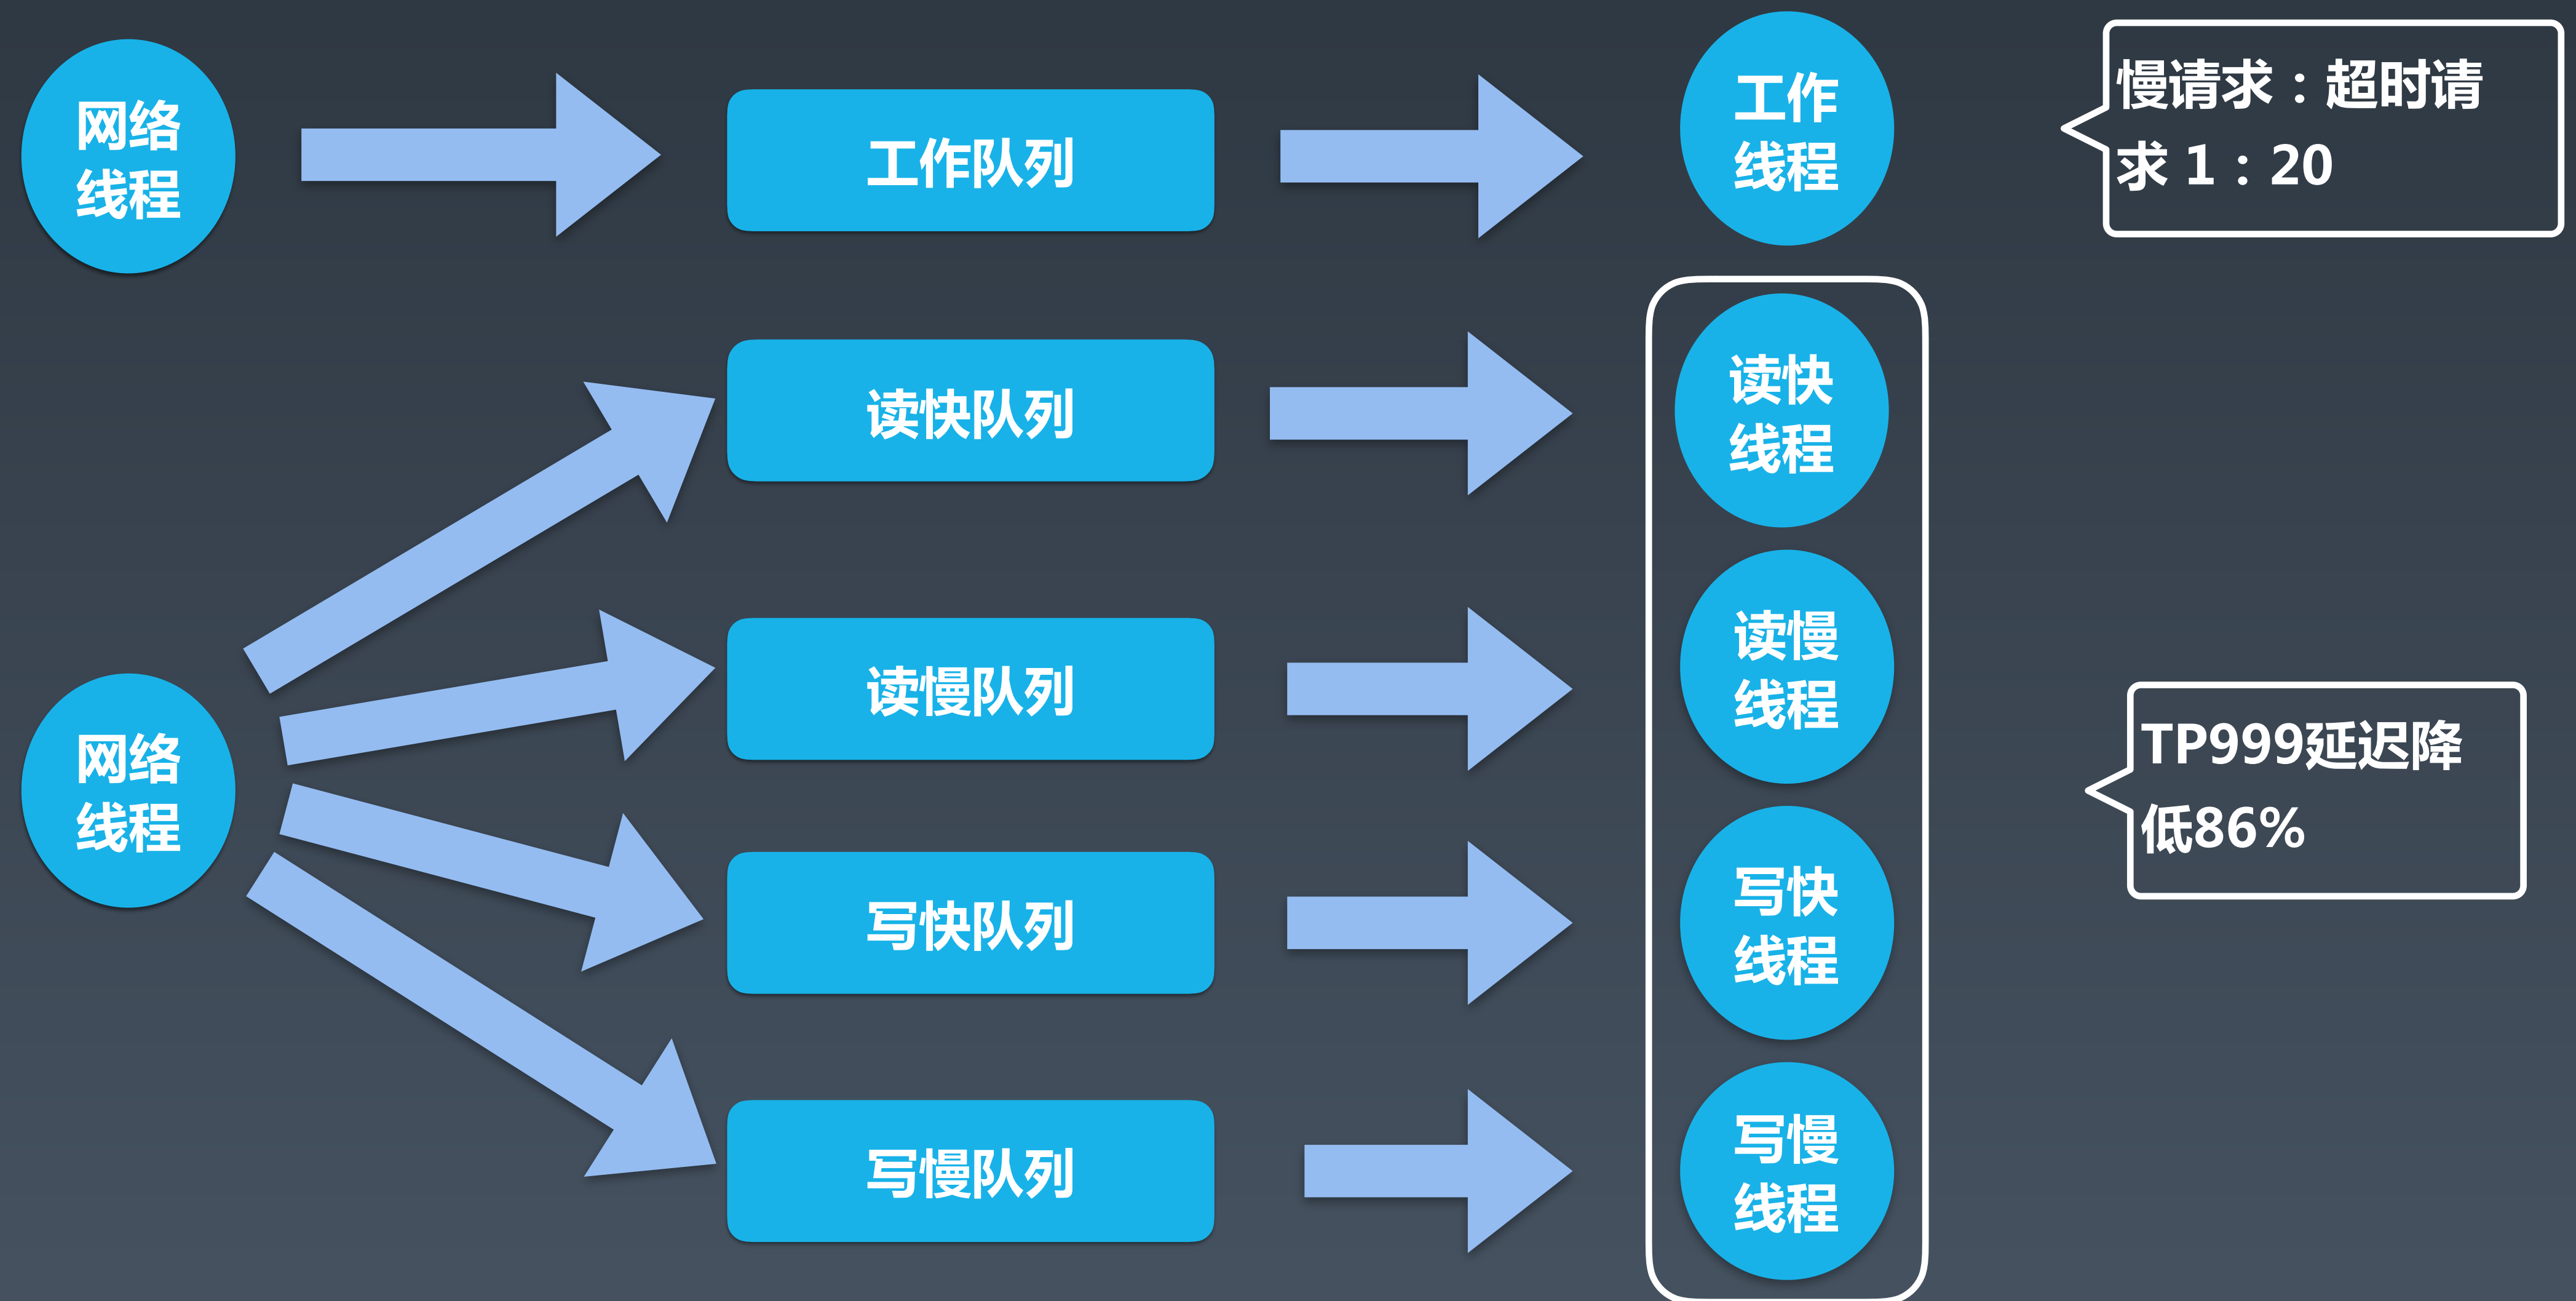 网络
线程
工作队列
工作
线程
慢请求：超时请
求 1：20
读快队列
读快
线程
网络
线程
读慢队列
读慢
线程
TP999延迟降
低86%
写快队列
写快
线程
写慢队列
写慢
线程